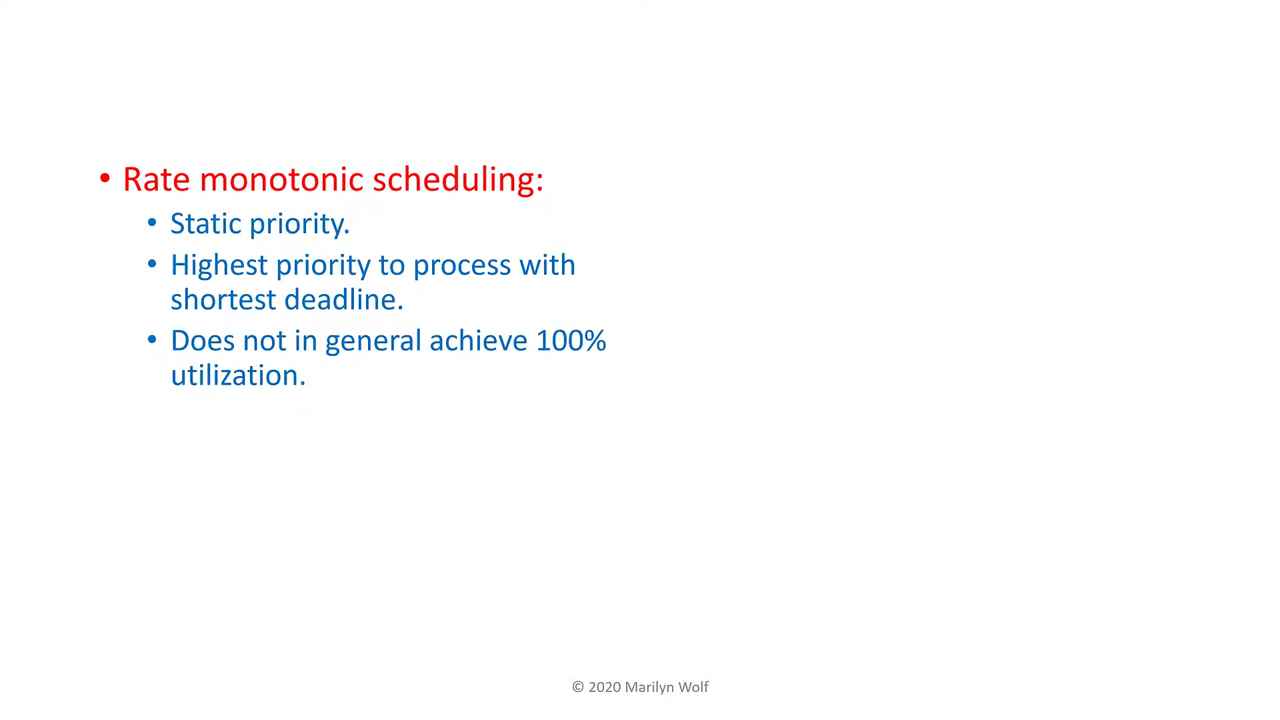 • Rate monotonic scheduling:
• Static priority.
• Highest priority to process with
shortest deadline.
• Does not in general achieve 100%
utilization.
© 2020 Marilyn Wolf